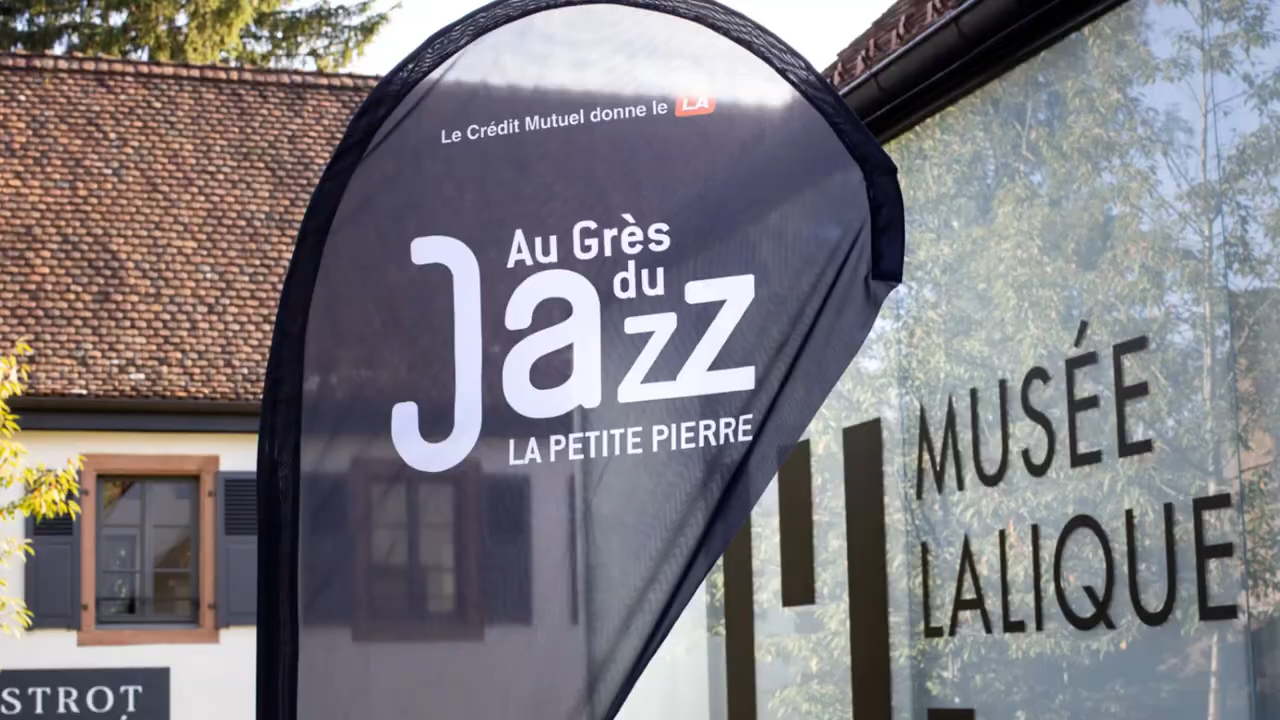 Le Crédit Mutuel donne le LA
Au Grès
du
Jazz
LA PETITE PIERRE
MUSÉE
LALIQUE
STROT